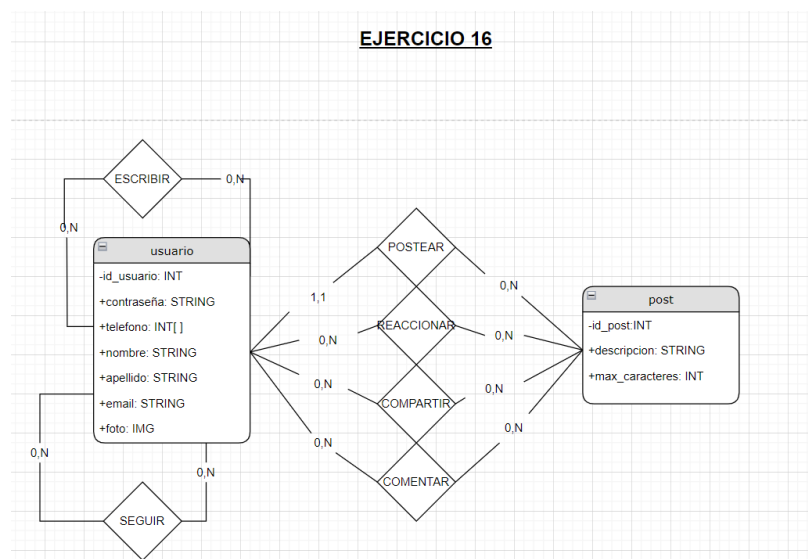 EJERCICIO 16
ESCRIBIR
0,N
0,N
usuario
-id_usuario: INT
+contraseña: STRING
+telefono: INT[ ]
+nombre: STRING
+apellido: STRING
+email: STRING
+foto: IMG
0,N
0,N
SEGUIR
POSTEAR
1,1
0,N
REACCIONAR
0,N
0,N
COMPARTIR
0,N
0,N
COMENTAR
0,N
0,N
post
-id_post:INT
+descripcion: STRING
+max_caracteres: INT